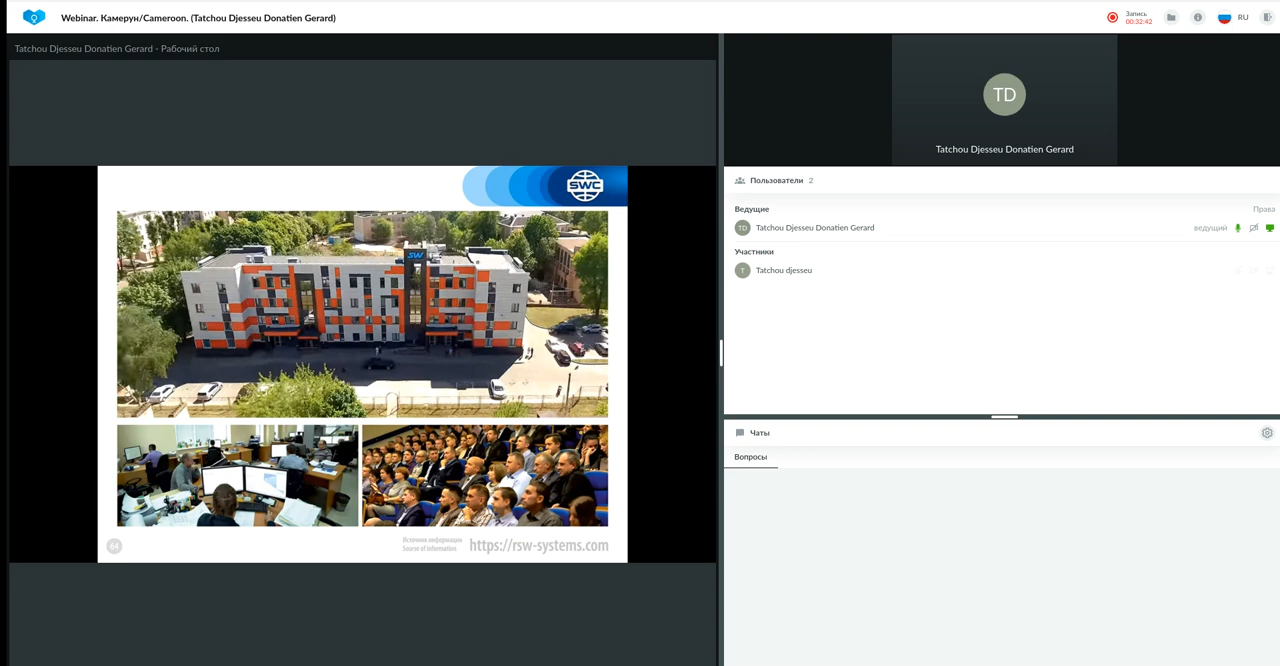 Webinar. Камерун/Cameroon. (Tatchou Djesseu Donatien Gerard)
Запись
00:32:42
RU
Tatchou Djesseu Donatien Gerard - Рабочий стол
TD
Tatchou Djesseu Donatien Gerard
Пользователи 2
Ведущие
Права
TD Tatchou Djesseu Donatien Gerard
ведущий
Участники
T Tatchou djesseu
SWC
SW
64
Источник информации
Sourse of information
https://rsw-systems.com
Чаты
Вопросы